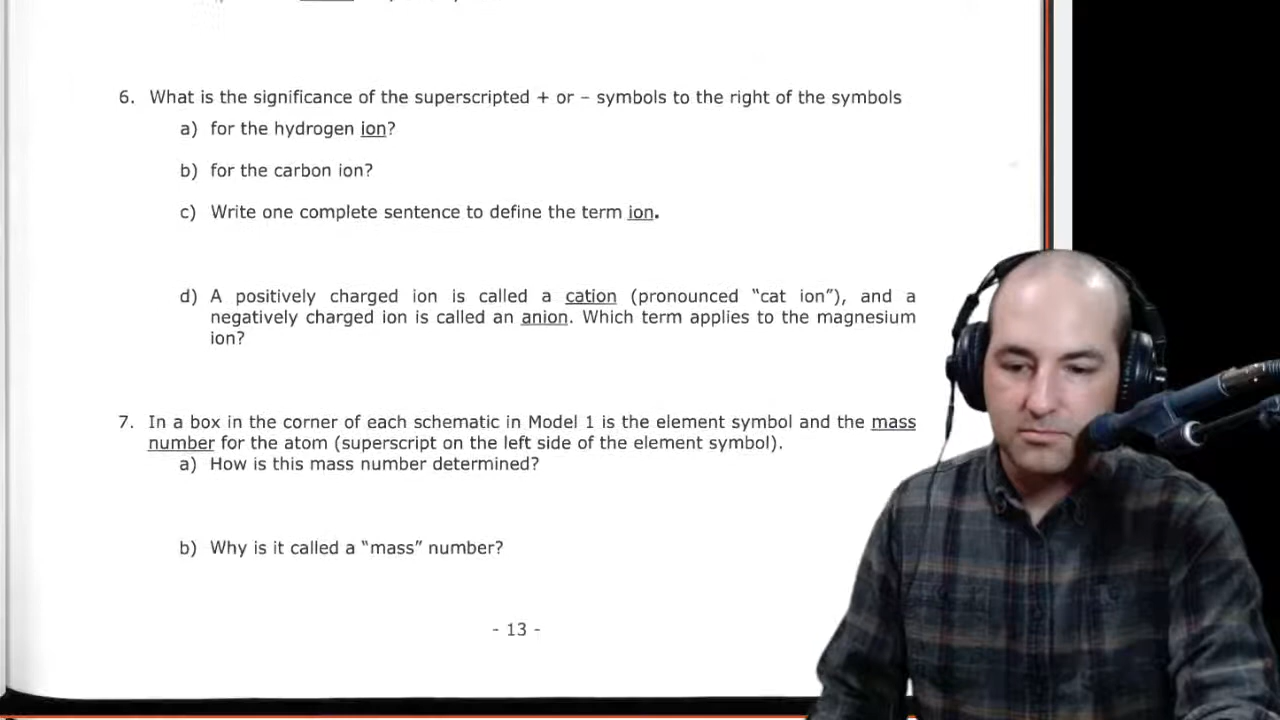 6. What is the significance of the superscripted + or – symbols to the right of the symbols
a) for the hydrogen ion?
b) for the carbon ion?
c) Write one complete sentence to define the term ion.
d) A positively charged ion is called a cation (pronounced “cat ion”), and a
negatively charged ion is called an anion. Which term applies to the magnesium
ion?
7. In a box in the corner of each schematic in Model 1 is the element symbol and the mass
number for the atom (superscript on the left side of the element symbol).
a) How is this mass number determined?
b) Why is it called a “mass” number?
- 13 -